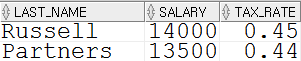 LAST_NAME SALARY TAX_RATE
Russell 14000 0.45
Partners 13500 0.44